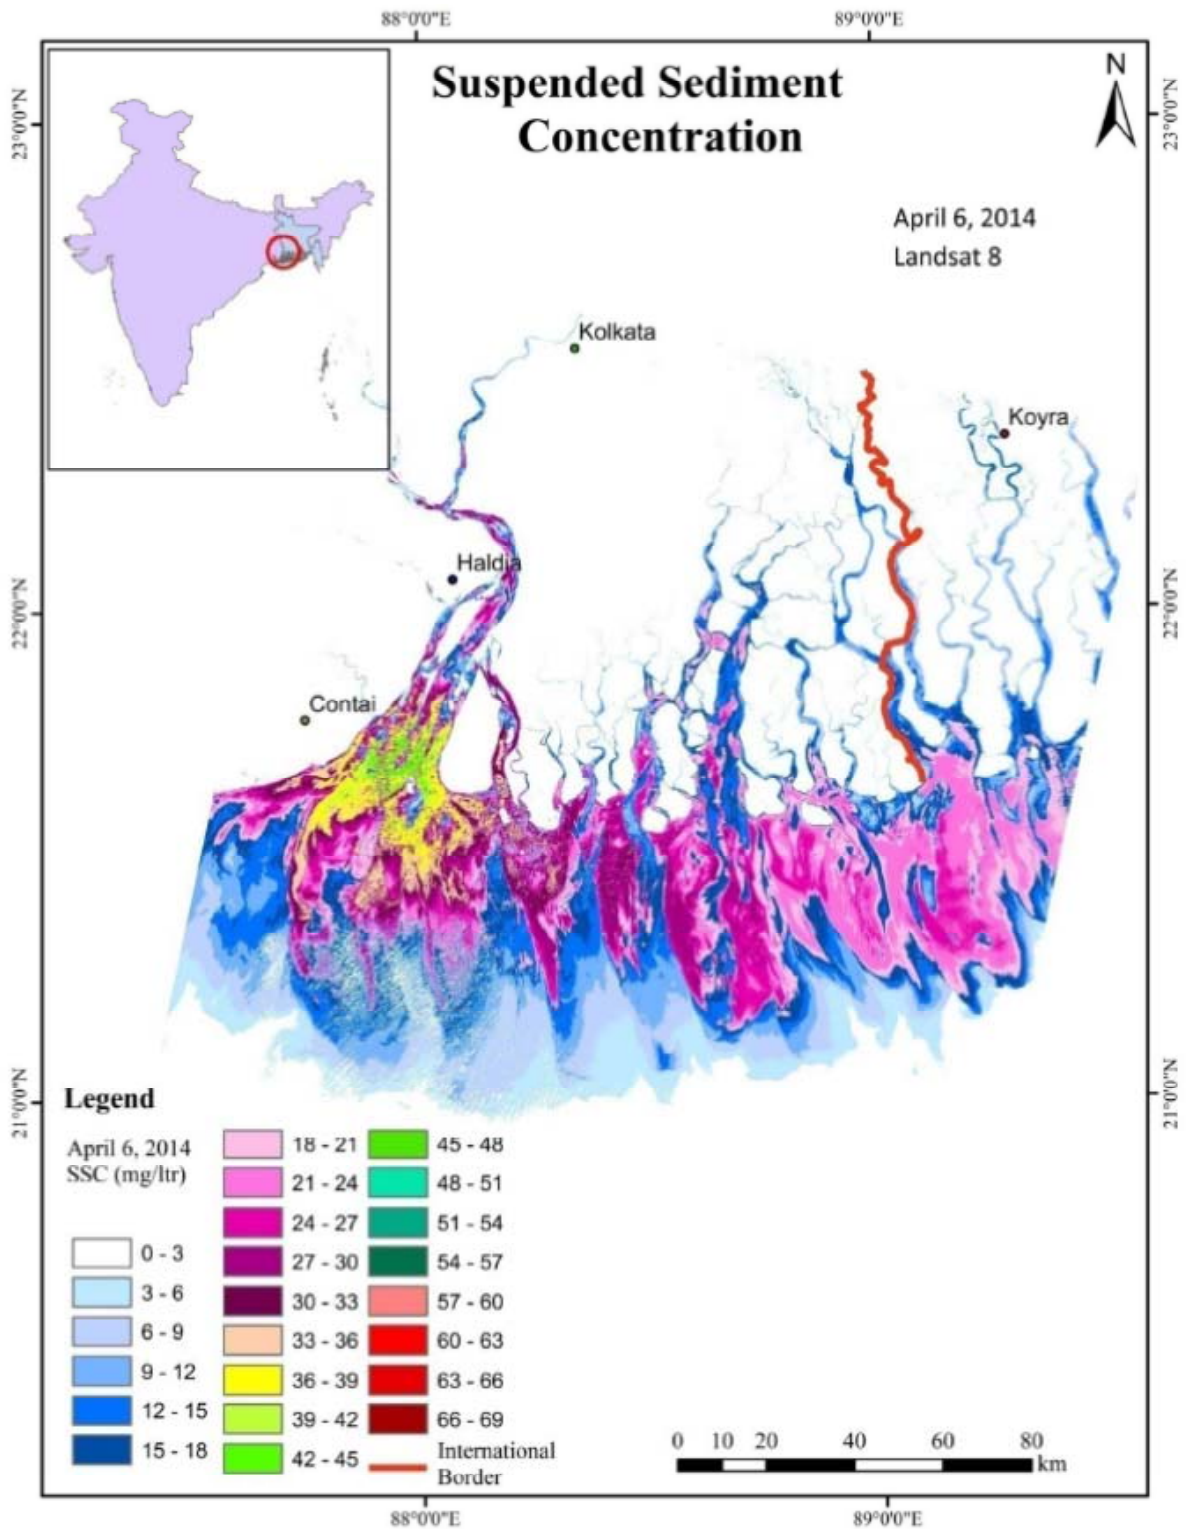 88°0'0"E
89°0'0"E
Suspended Sediment
Concentration
N
23°0'0"N
23°0'0"N
April 6, 2014
Landsat 8
Kolkata
Koyra
Haldia
22°0'0"N
22°0'0"N
Contai
21°0'0"N
21°0'0"N
Legend
April 6, 2014
SSC (mg/ltr)
0 - 3
3 - 6
6 - 9
9 - 12
12 - 15
15 - 18
18 - 21
21 - 24
24 - 27
27 - 30
30 - 33
33 - 36
36 - 39
39 - 42
42 - 45
45 - 48
48 - 51
51 - 54
54 - 57
57 - 60
60 - 63
63 - 66
66 - 69
International
Border
0 10 20 40 60 80
km
88°0'0"E
89°0'0"E